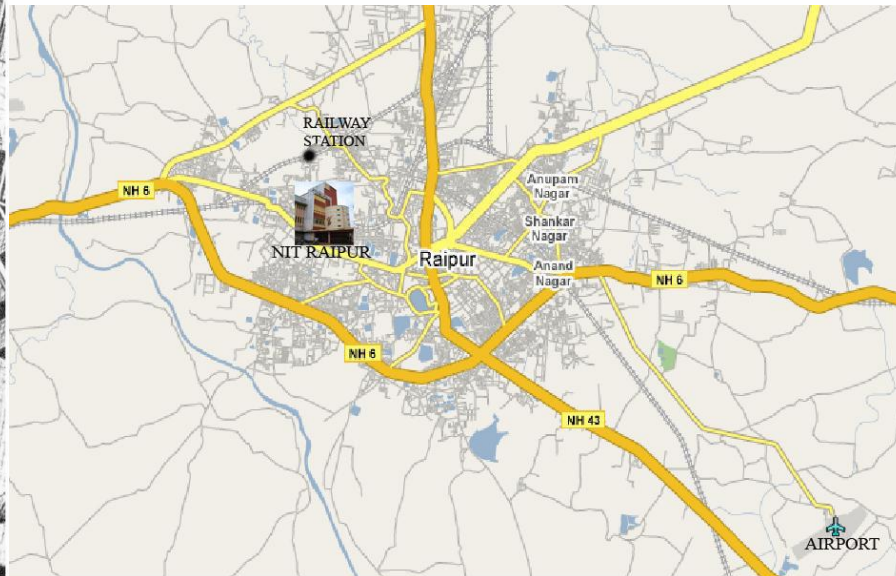 RAILWAY
STATION
NH 6
Anupam
Nagar
Shankar
Nagar
NIT RAIPUR
Raipur
Anand
Nagar
NH 6
NH 6
NH 43
AIRPORT